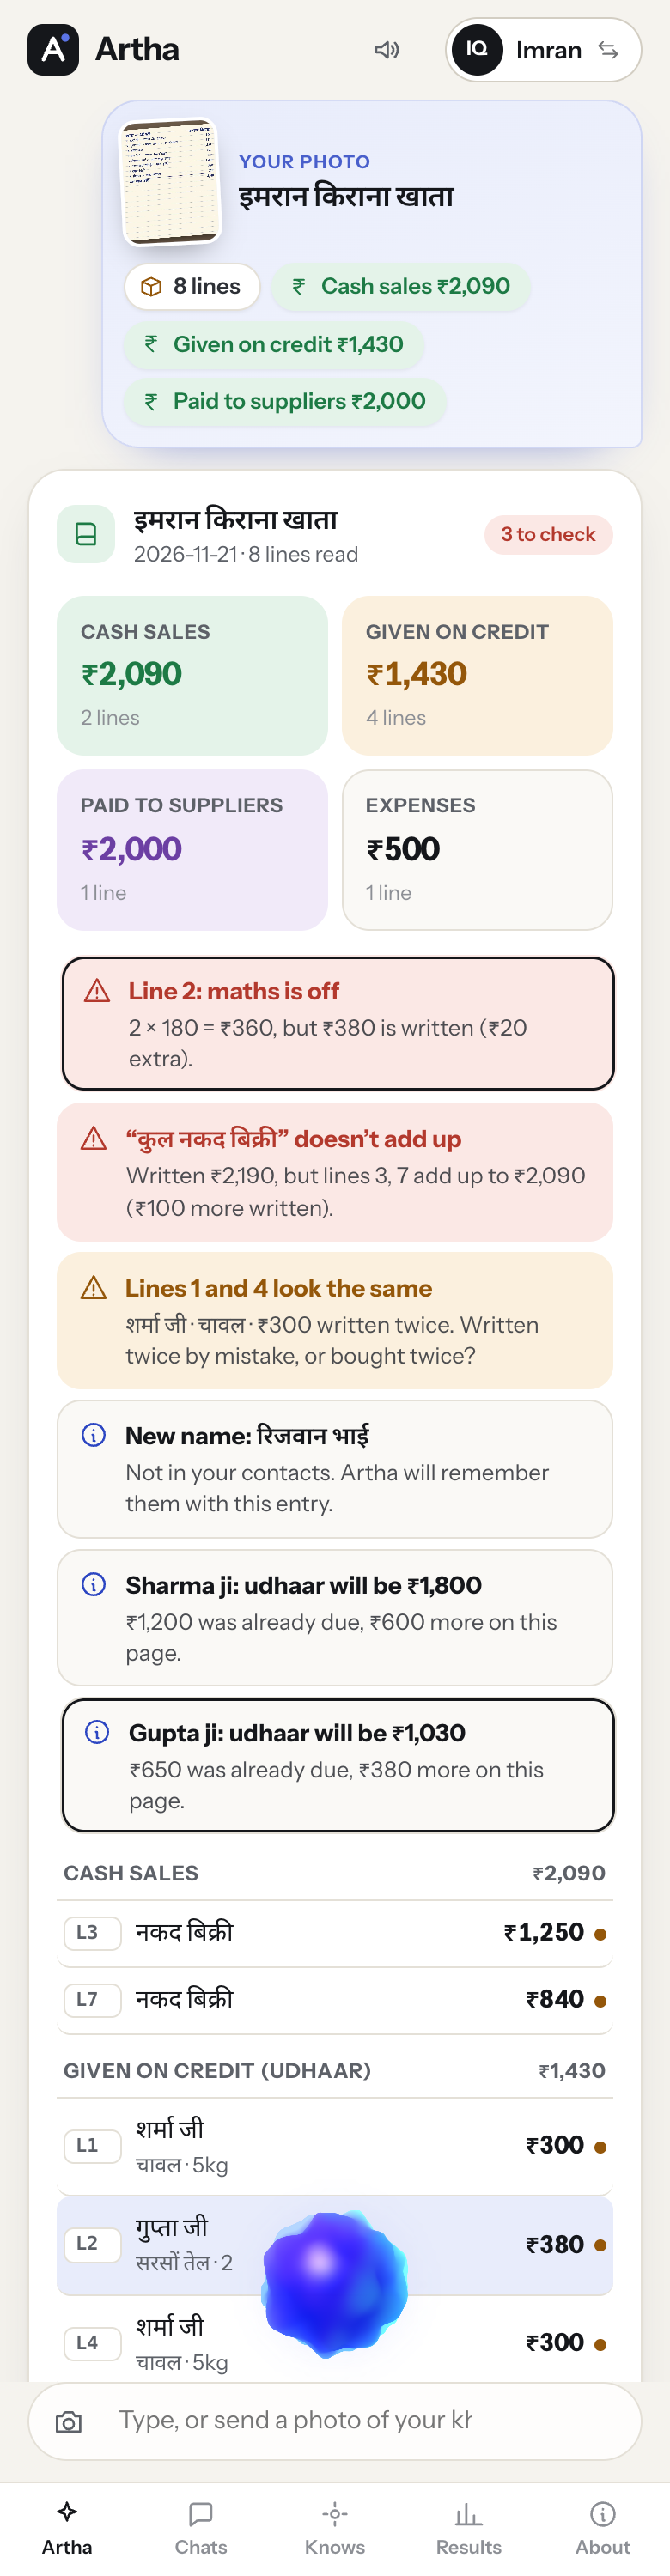 Artha
IQ Imran
YOUR PHOTO
इमरान किराना खाता
8 lines
₹ Cash sales ₹2,090
₹ Given on credit ₹1,430
₹ Paid to suppliers ₹2,000
इमरान किराना खाता
2026-11-21 · 8 lines read
3 to check
CASH SALES
₹2,090
2 lines
GIVEN ON CREDIT
₹1,430
4 lines
PAID TO SUPPLIERS
₹2,000
1 line
EXPENSES
₹500
1 line
Line 2: maths is off
2 × 180 = ₹360, but ₹380 is written (₹20
extra).
“कुल नकद बिक्री” doesn’t add up
Written ₹2,190, but lines 3, 7 add up to ₹2,090
(₹100 more written).
Lines 1 and 4 look the same
शर्मा जी · चावल · ₹300 written twice. Written
twice by mistake, or bought twice?
New name: रिजवान भाई
Not in your contacts. Artha will remember
them with this entry.
Sharma ji: udhaar will be ₹1,800
₹1,200 was already due, ₹600 more on this
page.
Gupta ji: udhaar will be ₹1,030
₹650 was already due, ₹380 more on this
page.
CASH SALES ₹2,090
L3 नकद बिक्री ₹1,250
L7 नकद बिक्री ₹840
GIVEN ON CREDIT (UDHAAR) ₹1,430
L1 शर्मा जी ₹300
चावल · 5kg
L2 गुप्ता जी ₹380
सरसों तेल · 2
L4 शर्मा जी ₹300
चावल · 5kg
Type, or send a photo of your
Artha
Chats
Knows
Results
About